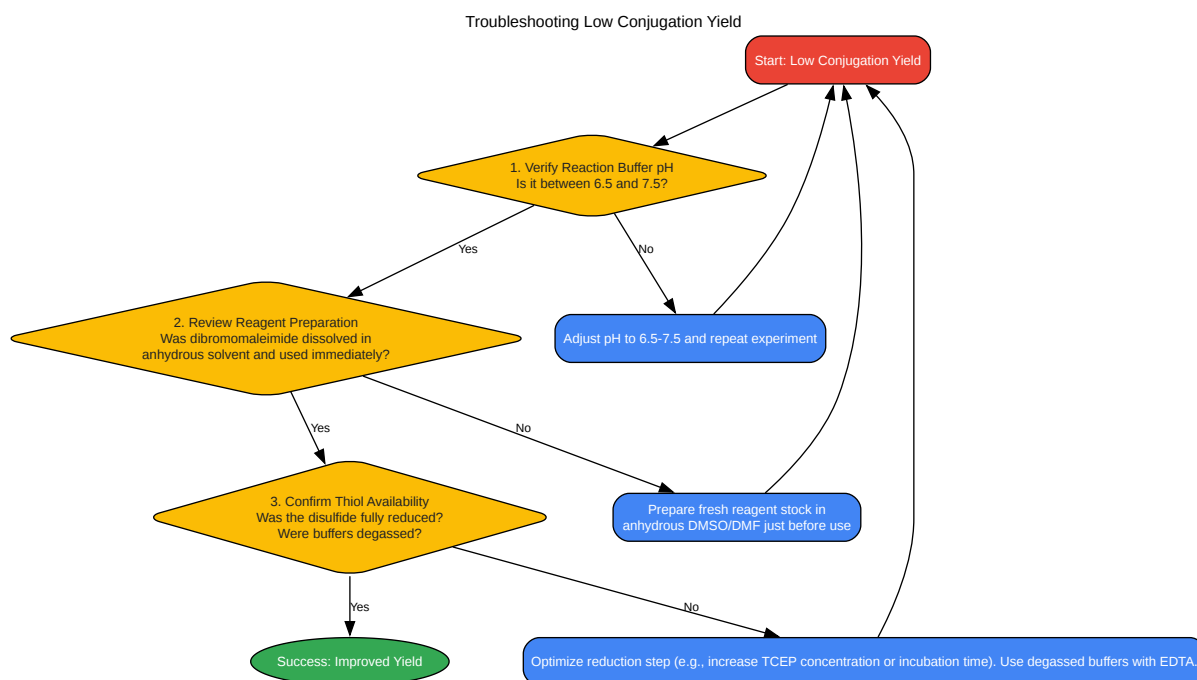 Troubleshooting Low Conjugation Yield
Start: Low Conjugation Yield
1. Verify Reaction Buffer pH
Is it between 6.5 and 7.5?
Yes
No
2. Review Reagent Preparation
Was dibromomaleimide dissolved in
anhydrous solvent and used immediately?
Adjust pH to 6.5-7.5 and repeat experiment
Yes
No
3. Confirm Thiol Availability
Was the disulfide fully reduced?
Were buffers degassed?
Prepare fresh reagent stock in
anhydrous DMSO/DMF just before use
Yes
No
Success: Improved Yield
Optimize reduction step (e.g., increase TCEP concentration or incubation time). Use degassed buffers with EDTA.